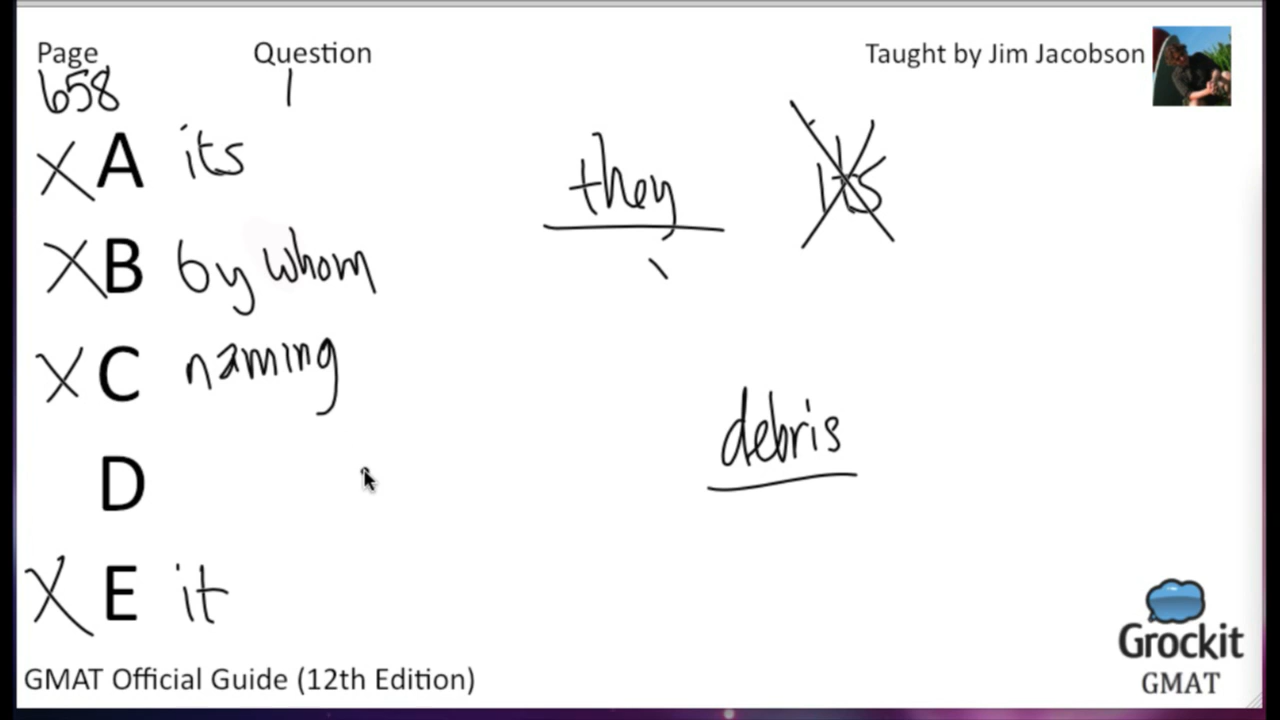 Page Question Taught by Jim Jacobson
658 1
X A its they its
X B by whom
X C naming
debris
D
X E it
Grockit
GMAT
GMAT Official Guide (12th Edition)